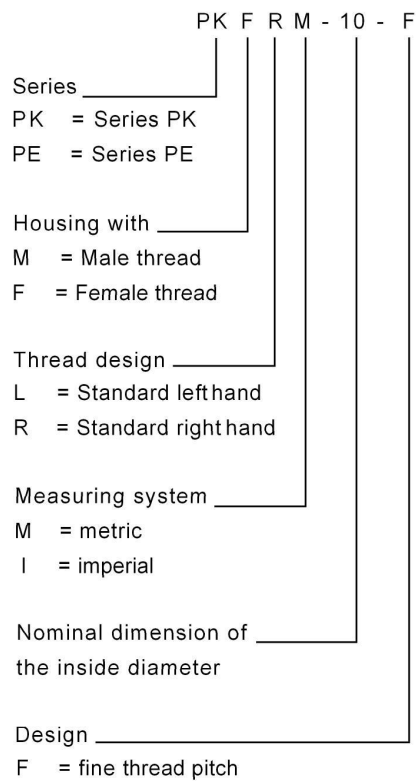 PK F R M - 10 - F
Series
PK = Series PK
PE = Series PE
Housing with
M = Male thread
F = Female thread
Thread design
L = Standard left hand
R = Standard right hand
Measuring system
M = metric
I = imperial
Nominal dimension of
the inside diameter
Design
F = fine thread pitch